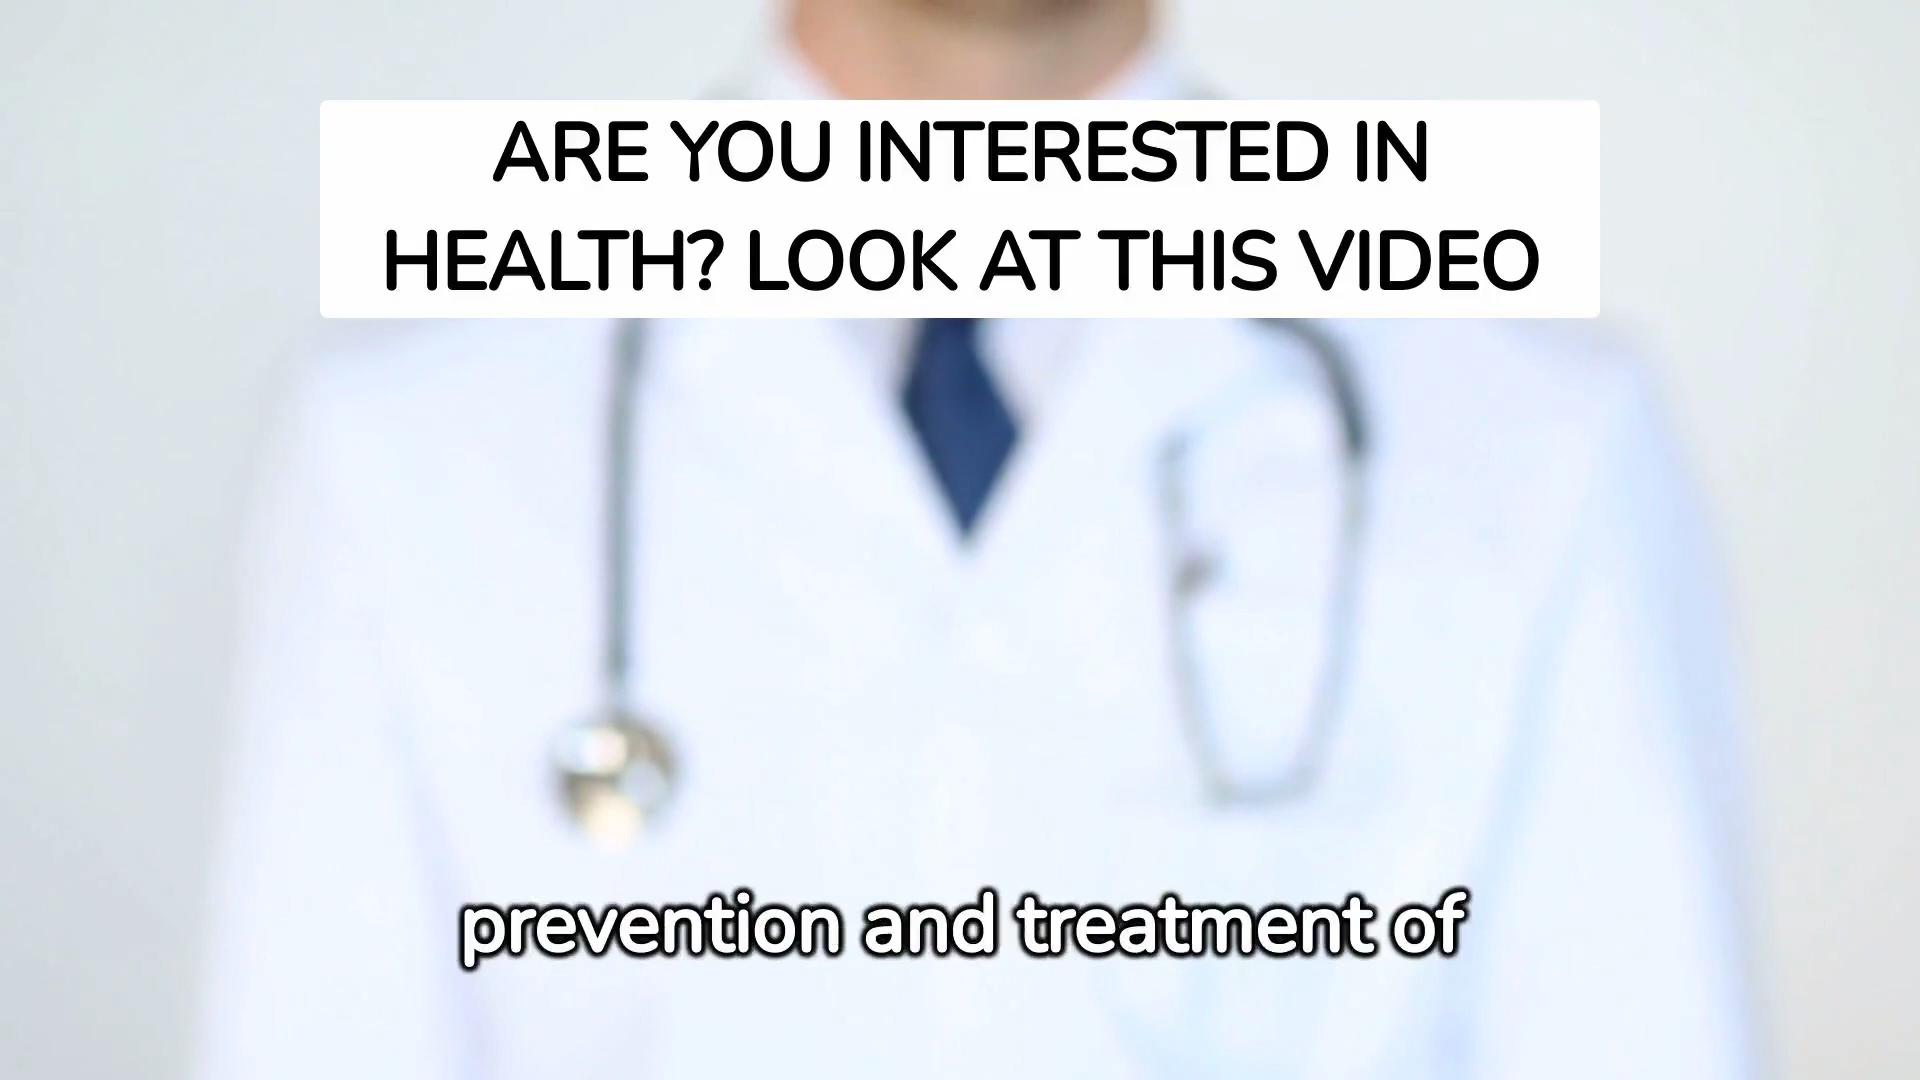 ARE YOU INTERESTED IN
HEALTH? LOOK AT THIS VIDEO
prevention and treatment of